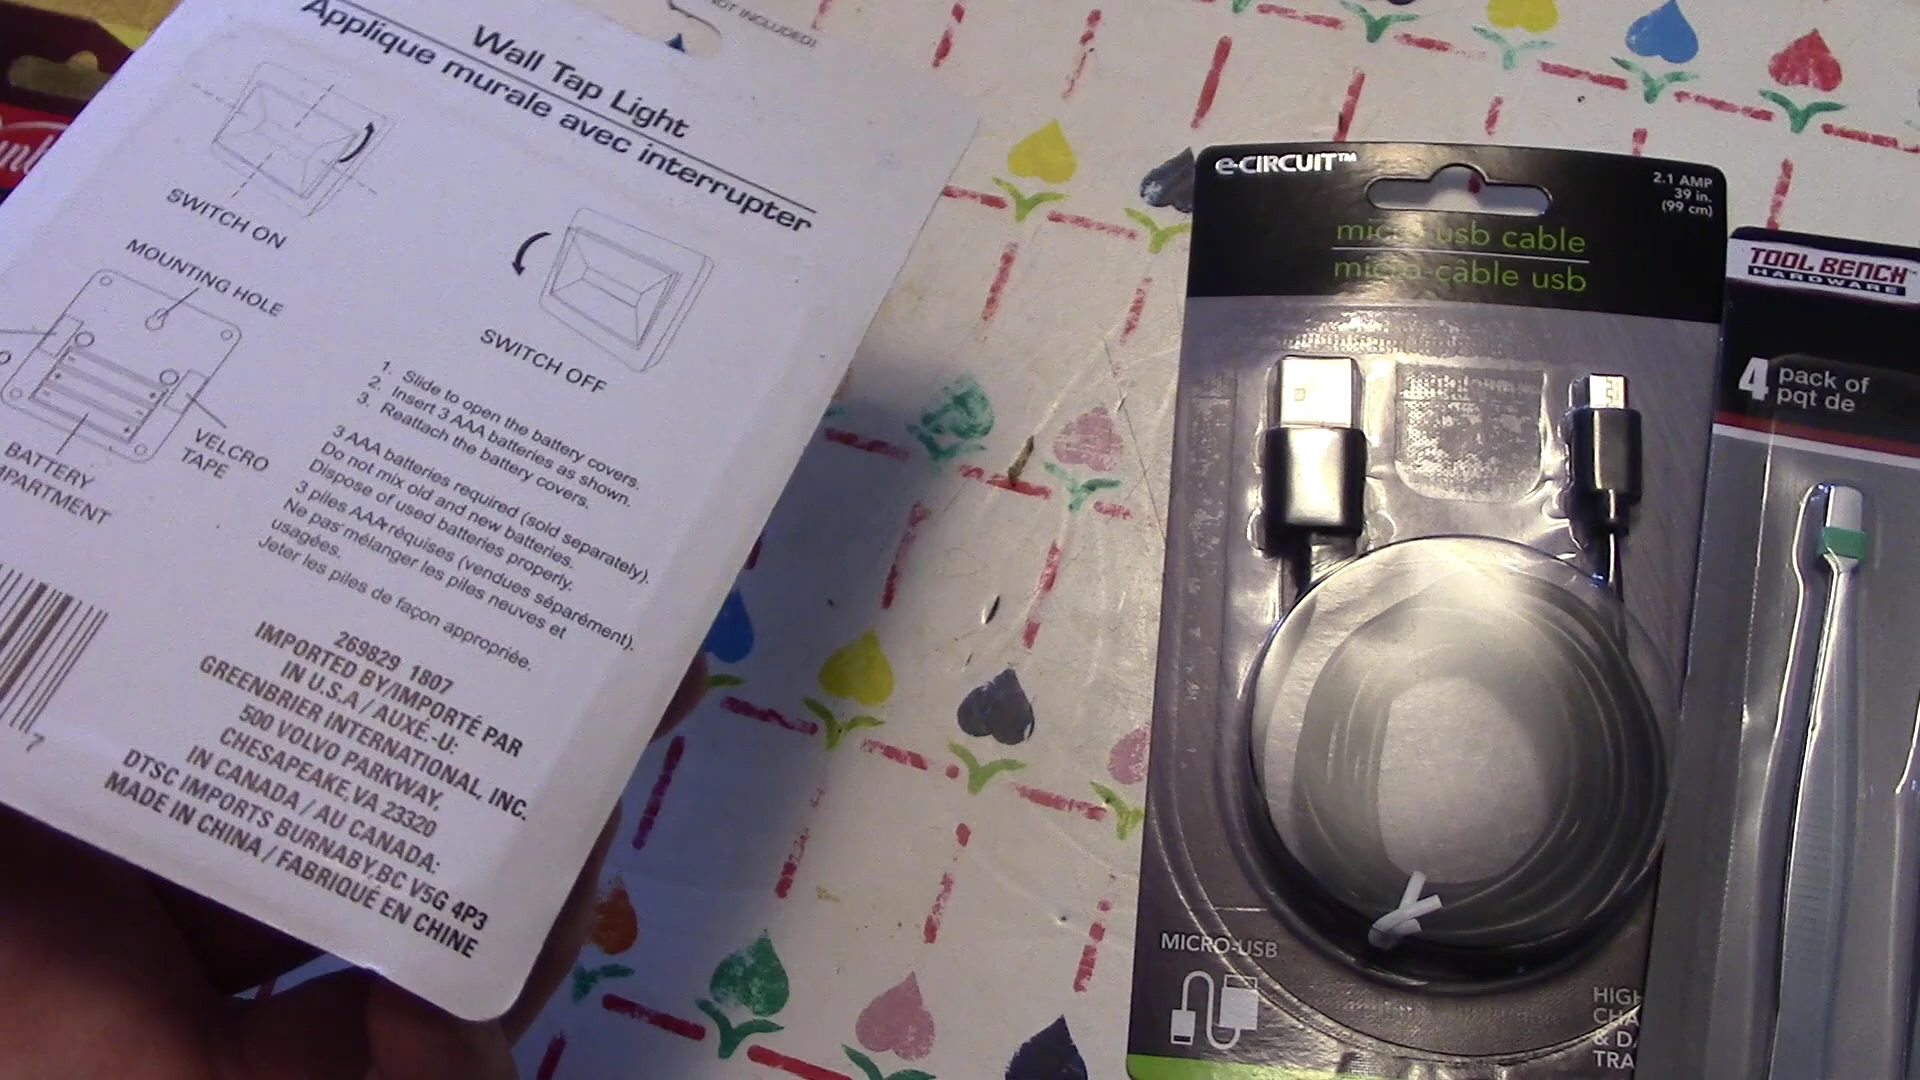 Wall Tap Light
Applique murale avec interrupter
SWITCH ON
MOUNTING HOLE
SWITCH OFF
VELCRO
TAPE
BATTERY
1. Slide to open the battery covers.
2. Insert 3 AAA batteries as shown.
3. Reattach the battery covers.
3 AAA batteries required (sold separately).
Do not mix old and new batteries.
Dispose of used batteries properly.
3 piles AAA réquises (vendues séparément).
Ne pas mélanger les piles neuves et
usagées.
Jeter les piles de façon appropriée.
269829 1807
IMPORTED BY/IMPORTÉ PAR
IN U.S.A / AUXÉ.-U:
GREENBRIER INTERNATIONAL, INC.
500 VOLVO PARKWAY,
CHESAPEAKE, VA 23320
IN CANADA / AU CANADA:
DTSC IMPORTS BURNABY, BC V5G 4P3
MADE IN CHINA / FABRIQUÉ EN CHINE
7
INCLUDED)
e-CIRCUIT™
2.1 AMP
39 in.
(99 cm)
micro-usb cable
micro-câble usb
MICRO-USB
TOOL BENCH
HARDWARE
4 pack of
pqt de